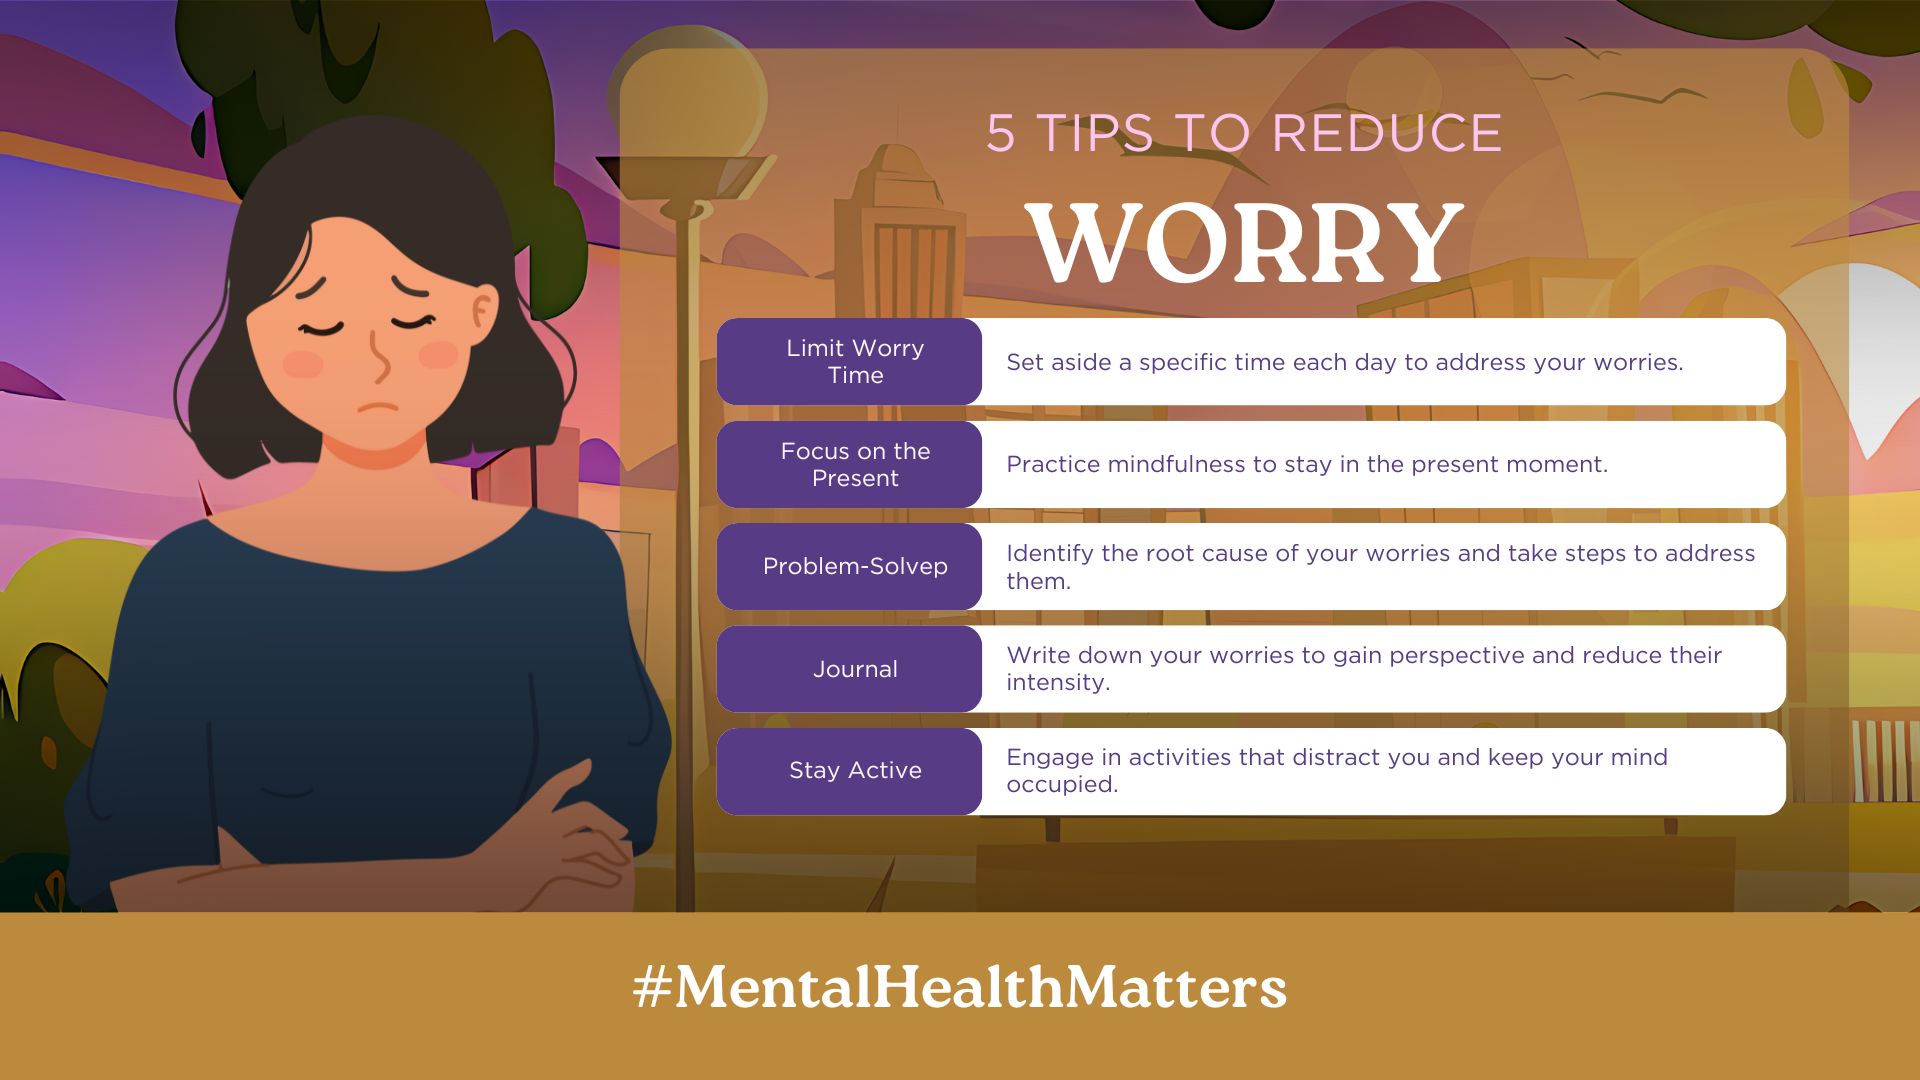 5 TIPS TO REDUCE
WORRY
Limit Worry
Time
Set aside a specific time each day to address your worries.
Focus on the
Present
Practice mindfulness to stay in the present moment.
Problem-Solvep
Identify the root cause of your worries and take steps to address
them.
Journal
Write down your worries to gain perspective and reduce their
intensity.
Stay Active
Engage in activities that distract you and keep your mind
occupied.
#MentalHealthMatters